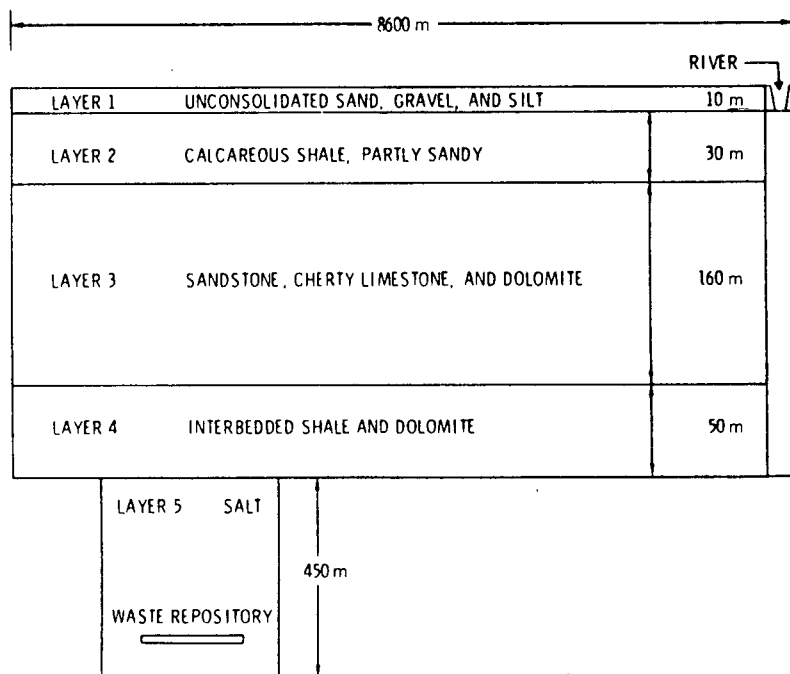 8600 m
RIVER
LAYER 1 UNCONSOLIDATED SAND, GRAVEL, AND SILT 10 m
LAYER 2 CALCAREOUS SHALE, PARTLY SANDY 30 m
LAYER 3 SANDSTONE, CHERTY LIMESTONE, AND DOLOMITE 160 m
LAYER 4 INTERBEDDED SHALE AND DOLOMITE 50 m
LAYER 5 SALT
450 m
WASTE REPOSITORY